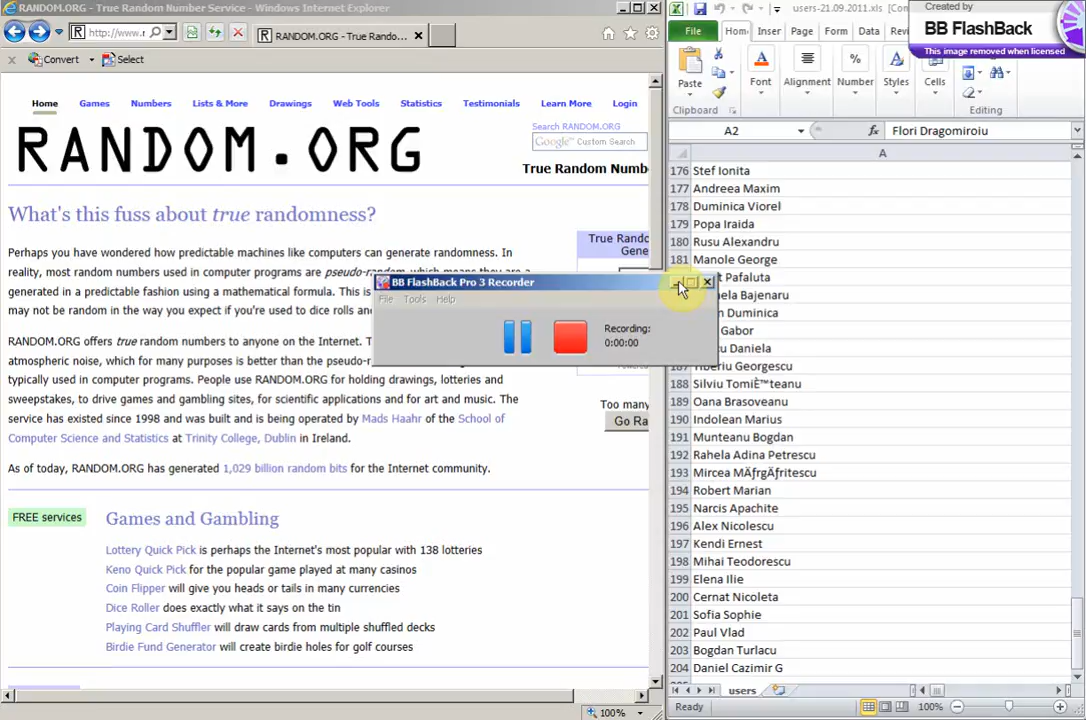 RANDOM.ORG - True Random Number Service - Windows Internet Explorer
http://www.r
RANDOM.ORG - True Rando...
Convert
Select
Home Games Numbers Lists & More Drawings Web Tools Statistics Testimonials Learn More Login
RANDOM.ORG
Search RANDOM.ORG
Google™ Custom Search
True Random Numb
What's this fuss about true randomness?
Perhaps you have wondered how predictable machines like computers can generate randomness. In
reality, most random numbers used in computer programs are pseudo-random, which means they are
generated in a predictable fashion using a mathematical formula. This is
may not be random in the way you expect if you're used to dice rolls and
RANDOM.ORG offers true random numbers to anyone on the Internet. T
atmospheric noise, which for many purposes is better than the pseudo-r
typically used in computer programs. People use RANDOM.ORG for holding drawings, lotteries and
sweepstakes, to drive games and gambling sites, for scientific applications and for art and music. The
service has existed since 1998 and was built and is being operated by Mads Haahr of the School of
Computer Science and Statistics at Trinity College, Dublin in Ireland.
As of today, RANDOM.ORG has generated 1,029 billion random bits for the Internet community.
True Rando
Gene
Too many
Go Ra
FREE services
Games and Gambling
Lottery Quick Pick is perhaps the Internet's most popular with 138 lotteries
Keno Quick Pick for the popular game played at many casinos
Coin Flipper will give you heads or tails in many currencies
Dice Roller does exactly what it says on the tin
Playing Card Shuffler will draw cards from multiple shuffled decks
Birdie Fund Generator will create birdie holes for golf courses
100%
BB FlashBack Pro 3 Recorder
File Tools Help
Recording:
0:00:00
users-21.09.2011.xls [Com
Created by
BB FlashBack
This image removed when licensed
File Hom Insert Page Form Data Rev
Paste
Font
Alignment
Number
Styles
Cells
Clipboard
Editing
A2
fx
Flori Dragomiroiu
A
176 Stef Ionita
177 Andreea Maxim
178 Duminica Viorel
179 Popa Iraida
180 Rusu Alexandru
181 Manole George
t Pafaluta
ela Bajenaru
n Duminica
Gabor
u Daniela
187 Tiberiu Georgescu
188 Silviu TomiÈ™teanu
189 Oana Brasoveanu
190 Indolean Marius
191 Munteanu Bogdan
192 Rahela Adina Petrescu
193 Mircea MÄƒrgÄƒritescu
194 Robert Marian
195 Narcis Apachite
196 Alex Nicolescu
197 Kendi Ernest
198 Mihai Teodorescu
199 Elena Ilie
200 Cernat Nicoleta
201 Sofia Sophie
202 Paul Vlad
203 Bogdan Turlacu
204 Daniel Cazimir G
users
Ready
100%